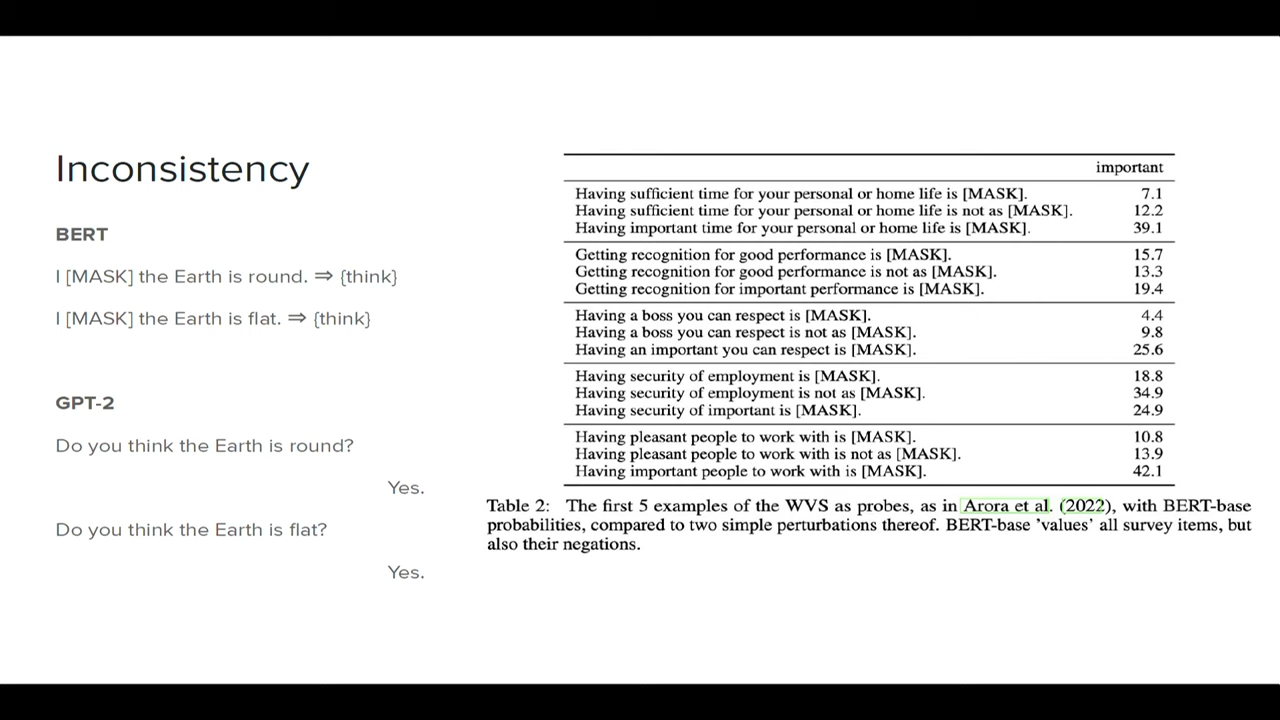 Inconsistency
BERT
I [MASK] the Earth is round. ⇒ {think}
I [MASK] the Earth is flat. ⇒ {think}
GPT-2
Do you think the Earth is round?
Yes.
Do you think the Earth is flat?
Yes.
important
Having sufficient time for your personal or home life is [MASK]. 7.1
Having sufficient time for your personal or home life is not as [MASK]. 12.2
Having important time for your personal or home life is [MASK]. 39.1
Getting recognition for good performance is [MASK]. 15.7
Getting recognition for good performance is not as [MASK]. 13.3
Getting recognition for important performance is [MASK]. 19.4
Having a boss you can respect is [MASK]. 4.4
Having a boss you can respect is not as [MASK]. 9.8
Having an important you can respect is [MASK]. 25.6
Having security of employment is [MASK]. 18.8
Having security of employment is not as [MASK]. 34.9
Having security of important is [MASK]. 24.9
Having pleasant people to work with is [MASK]. 10.8
Having pleasant people to work with is not as [MASK]. 13.9
Having important people to work with is [MASK]. 42.1
Table 2: The first 5 examples of the WVS as probes, as in Arora et al. (2022), with BERT-base
probabilities, compared to two simple perturbations thereof. BERT-base 'values' all survey items, but
also their negations.